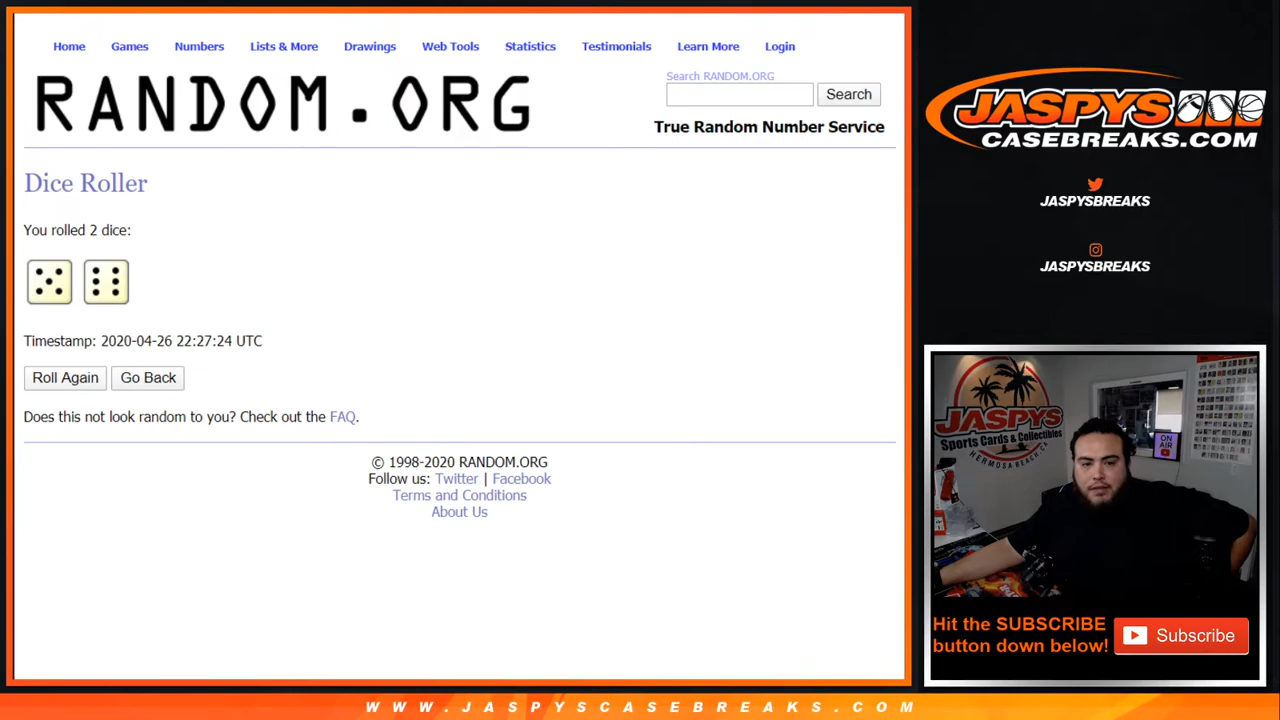 Home Games Numbers Lists & More Drawings Web Tools Statistics Testimonials Learn More Login
RANDOM.ORG
Search RANDOM.ORG
Search
True Random Number Service
Dice Roller
You rolled 2 dice:
Timestamp: 2020-04-26 22:27:24 UTC
Roll Again Go Back
Does this not look random to you? Check out the FAQ.
© 1998-2020 RANDOM.ORG
Follow us: Twitter | Facebook
Terms and Conditions
About Us
JASPYS
CASEBREAKS.COM
JASPYSBREAKS
JASPYSBREAKS
JASPYS
Sports Cards & Collectibles
HERMOSA BEACH, CA
ON
AIR
Hit the SUBSCRIBE
button down below!
Subscribe
WWW.JASPYSCASEBREAKS.COM